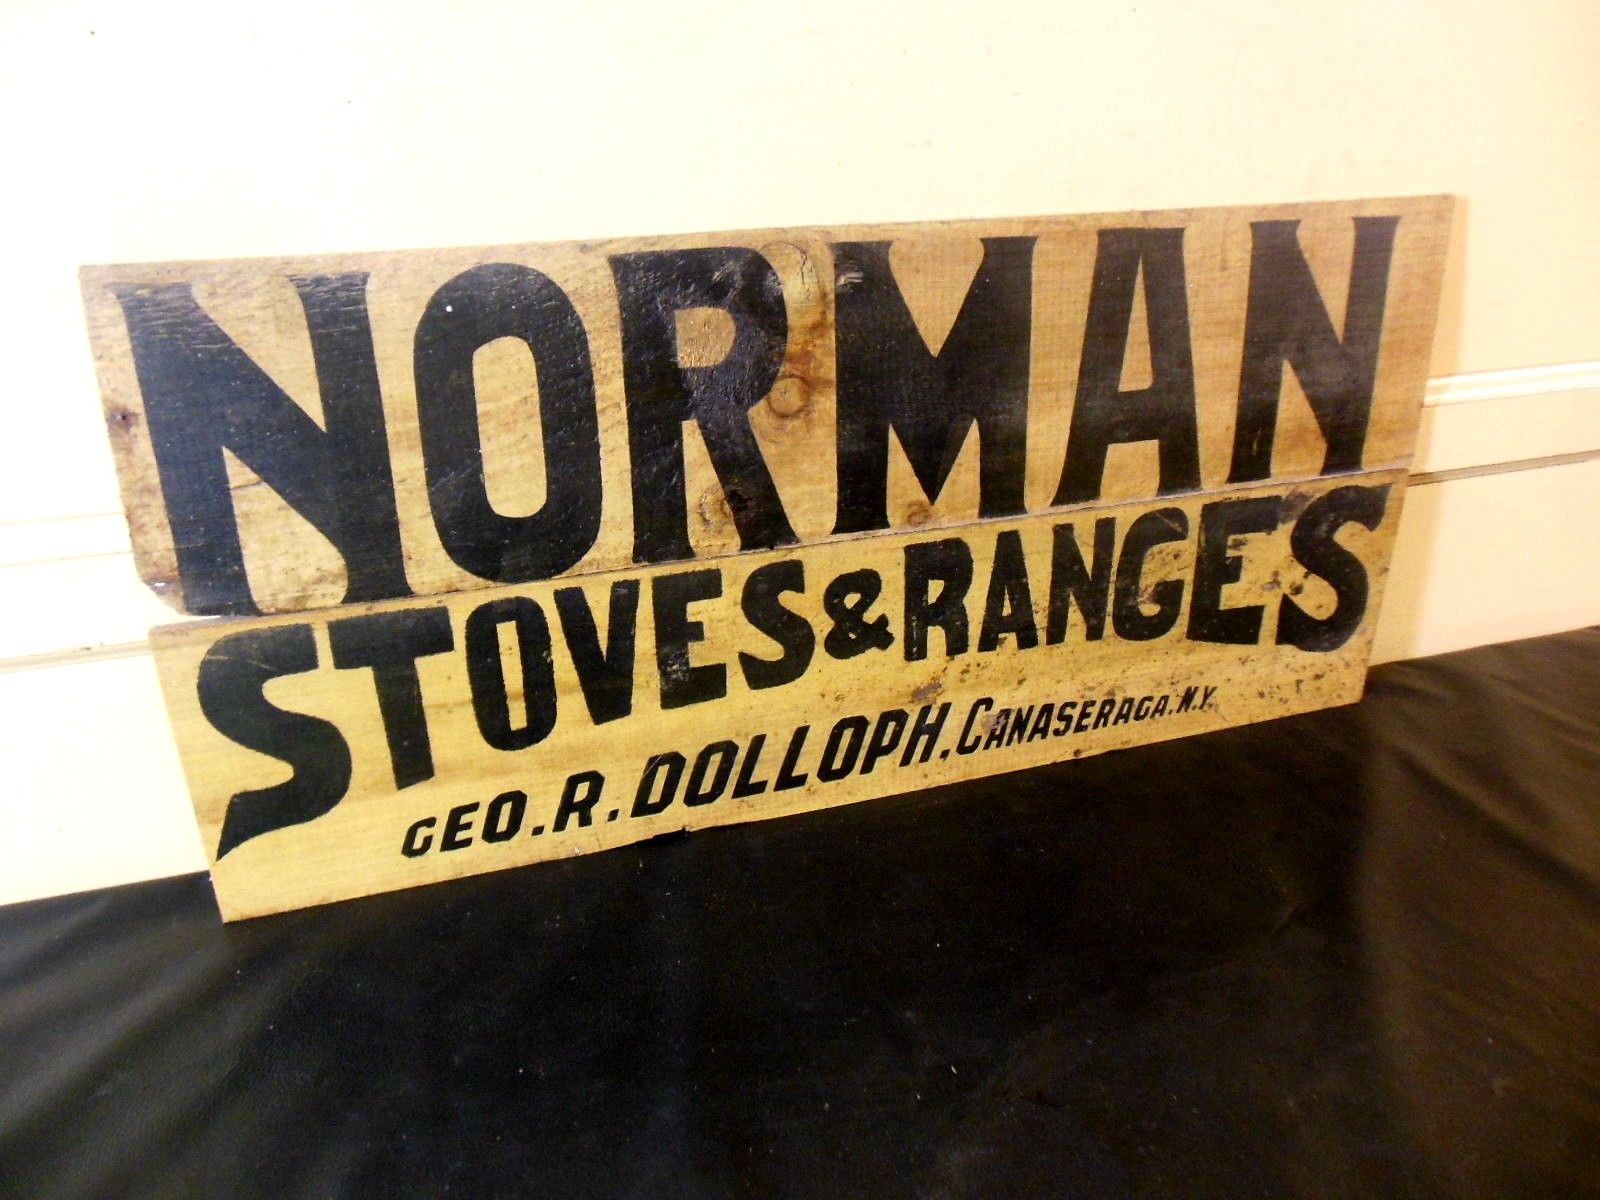 NORMAN
STOVES & RANGES
GEO. R. DOLLOPH, CANASERAGA. N.Y.